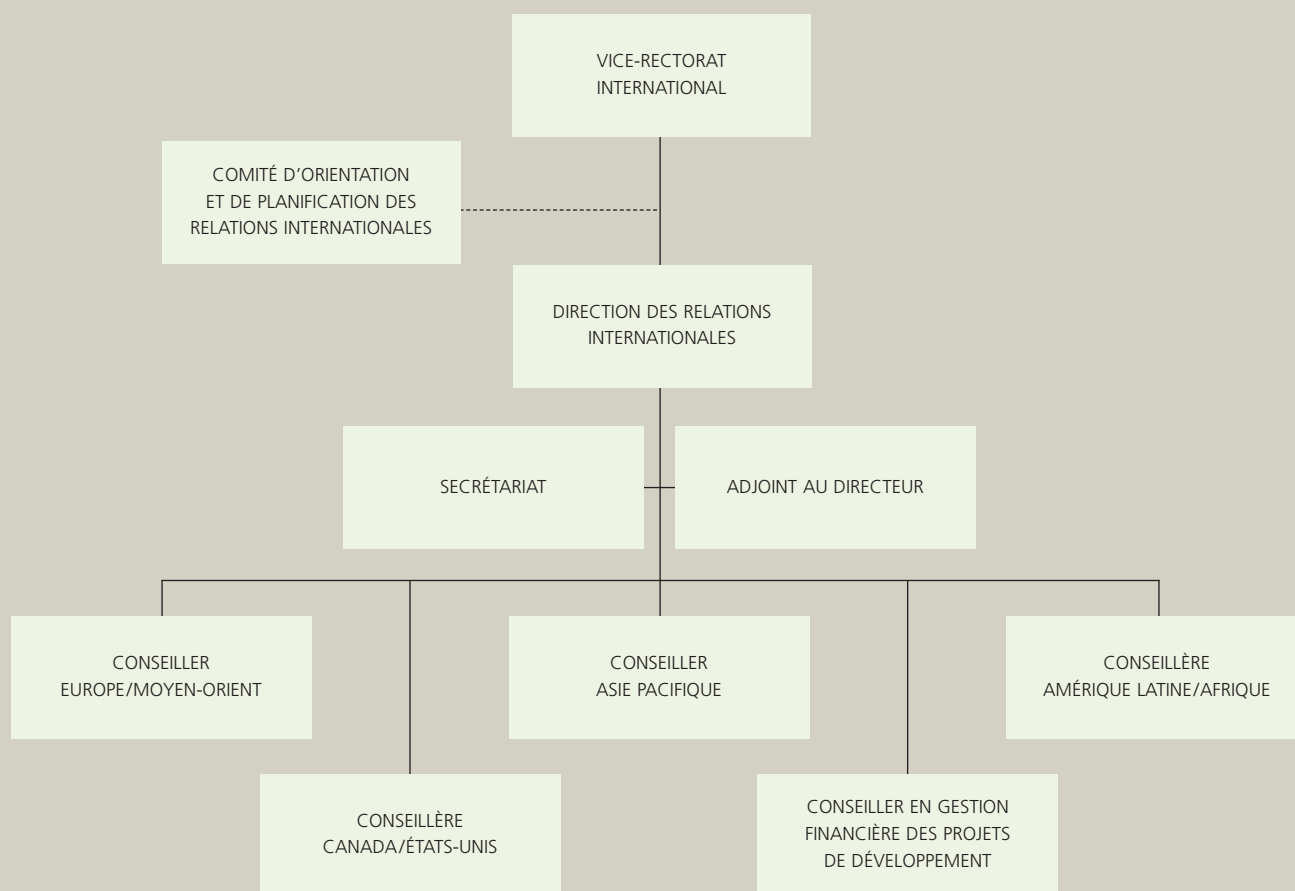 VICE-RECTORAT
INTERNATIONAL
COMITÉ D’ORIENTATION
ET DE PLANIFICATION DES
RELATIONS INTERNATIONALES
DIRECTION DES RELATIONS
INTERNATIONALES
SECRÉTARIAT
ADJOINT AU DIRECTEUR
CONSEILLER
EUROPE/MOYEN-ORIENT
CONSEILLER
ASIE PACIFIQUE
CONSEILLÈRE
AMÉRIQUE LATINE/AFRIQUE
CONSEILLÈRE
CANADA/ÉTATS-UNIS
CONSEILLER EN GESTION
FINANCIÈRE DES PROJETS
DE DÉVELOPPEMENT